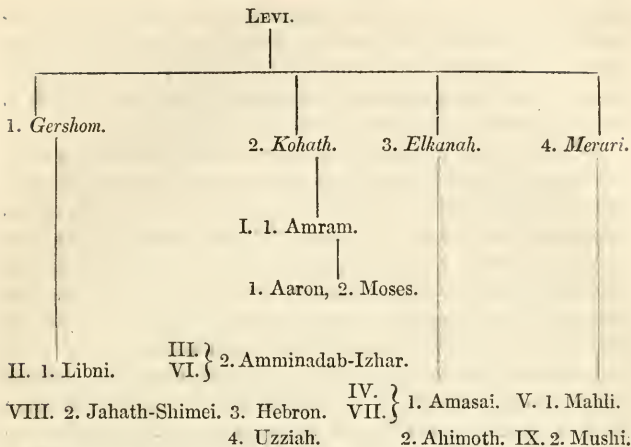 LEVI.
1. Gershom.
2. Kohath. 3. Elkanah. 4. Merari.
I. 1. Amram.
1. Aaron, 2. Moses.
II. 1. Libni. III. VI. } 2. Amminadab-Izhar.
VIII. 2. Jahath-Shimei. 3. Hebron. IV. VII. } 1. Amasai. V. 1. Mahli.
4. Uzziah. 2. Ahimoth. IX. 2. Mushi.